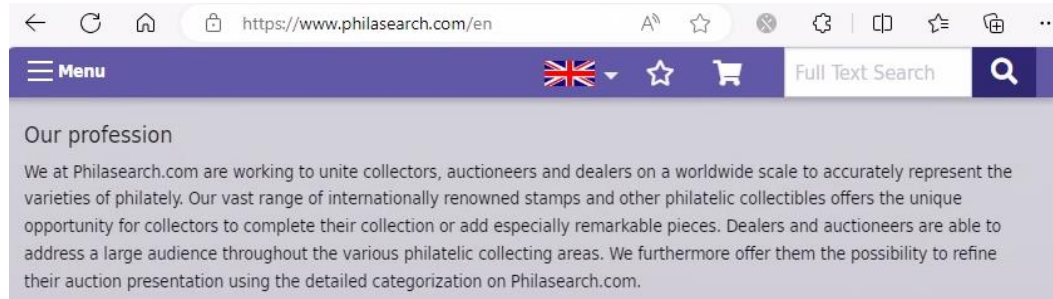 https://www.philasearch.com/en
Menu
Full Text Search
Our profession
We at Philasearch.com are working to unite collectors, auctioneers and dealers on a worldwide scale to accurately represent the
varieties of philately. Our vast range of internationally renowned stamps and other philatelic collectibles offers the unique
opportunity for collectors to complete their collection or add especially remarkable pieces. Dealers and auctioneers are able to
address a large audience throughout the various philatelic collecting areas. We furthermore offer them the possibility to refine
their auction presentation using the detailed categorization on Philasearch.com.